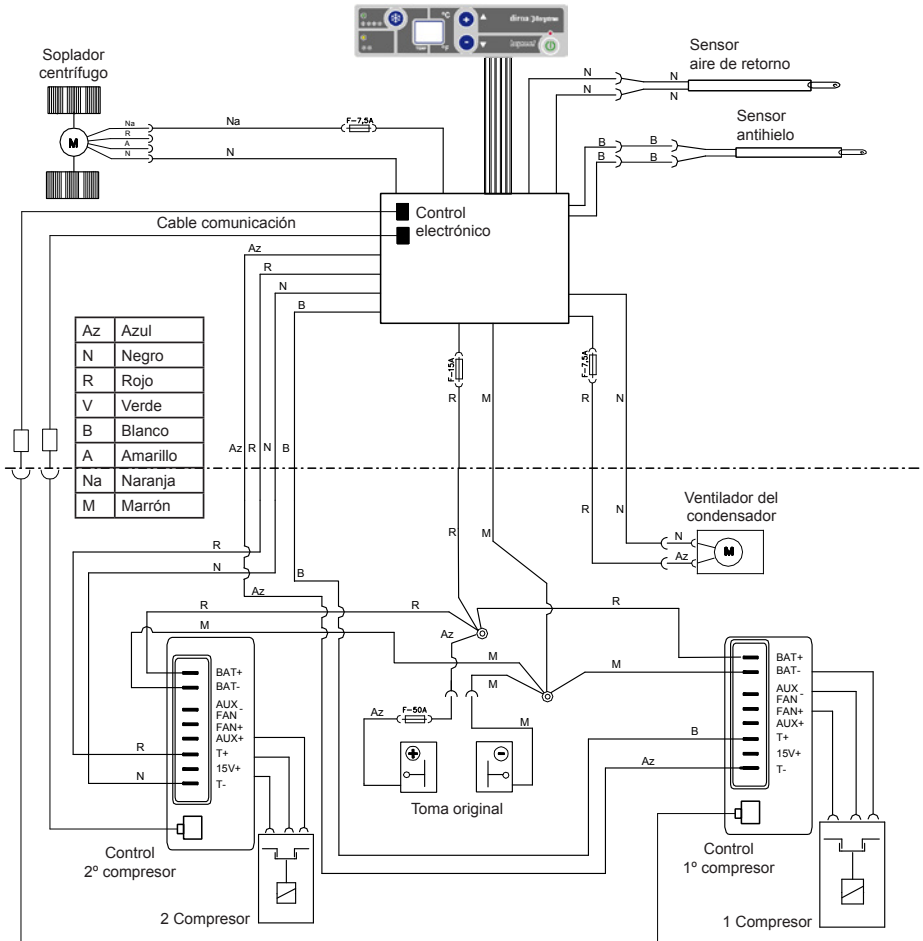 °C
dirna Bergstrom
°F
Soplador
centrífugo
Sensor
aire de retorno
Sensor
antihielo
N
N
N
N
B
B
B
B
Na
R
A
N
M
Na
F-7,5A
N
Control
electrónico
Cable comunicación
Az
R
N
B
Az Azul
N Negro
R Rojo
V Verde
B Blanco
A Amarillo
Na Naranja
M Marrón
F-15A
F-7,5A
R
M
R
N
Az
R
N
B
R
M
R
N
Ventilador del
condensador
N
Az
M
R
N
B
Az
R
R
R
M
Az
M
M
M
Az
F-50A
M
Toma original
BAT+
BAT-
AUX -
FAN
FAN+
AUX+
T+
15V+
T-
R
N
Control
2º compresor
2 Compresor
BAT+
BAT-
AUX -
FAN
FAN+
AUX+
T+
15V+
T-
B
Az
Control
1º compresor
1 Compresor